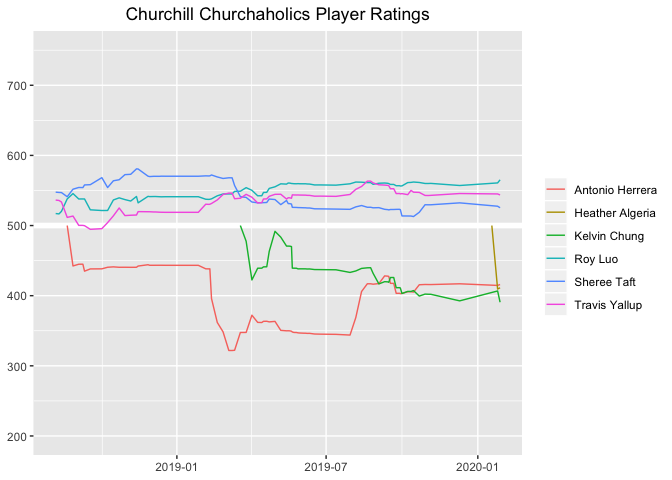 Churchill Churchaholics Player Ratings
700
600
500
400
300
200
2019-01
2019-07
2020-01
Antonio Herrera
Heather Algeria
Kelvin Chung
Roy Luo
Sheree Taft
Travis Yallup